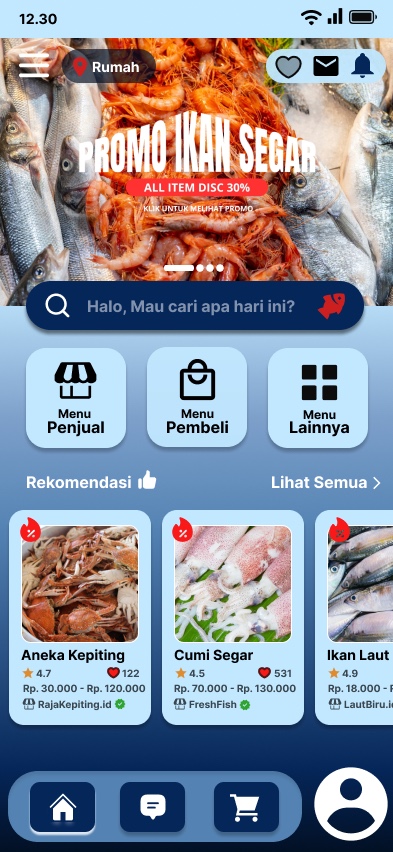 12.30
Rumah
PROMO IKAN SEGAR
ALL ITEM DISC 30%
KLIK UNTUK MELIHAT PROMO
Halo, Mau cari apa hari ini?
Menu
Penjual
Menu
Pembeli
Menu
Lainnya
Rekomendasi
Lihat Semua
Aneka Kepiting
4.7
122
Rp. 30.000 - Rp. 120.000
RajaKepiting.id
Cumi Segar
4.5
531
Rp. 70.000 - Rp. 130.000
FreshFish
Ikan Laut
4.9
Rp. 18.000 - R
LautBiru.i